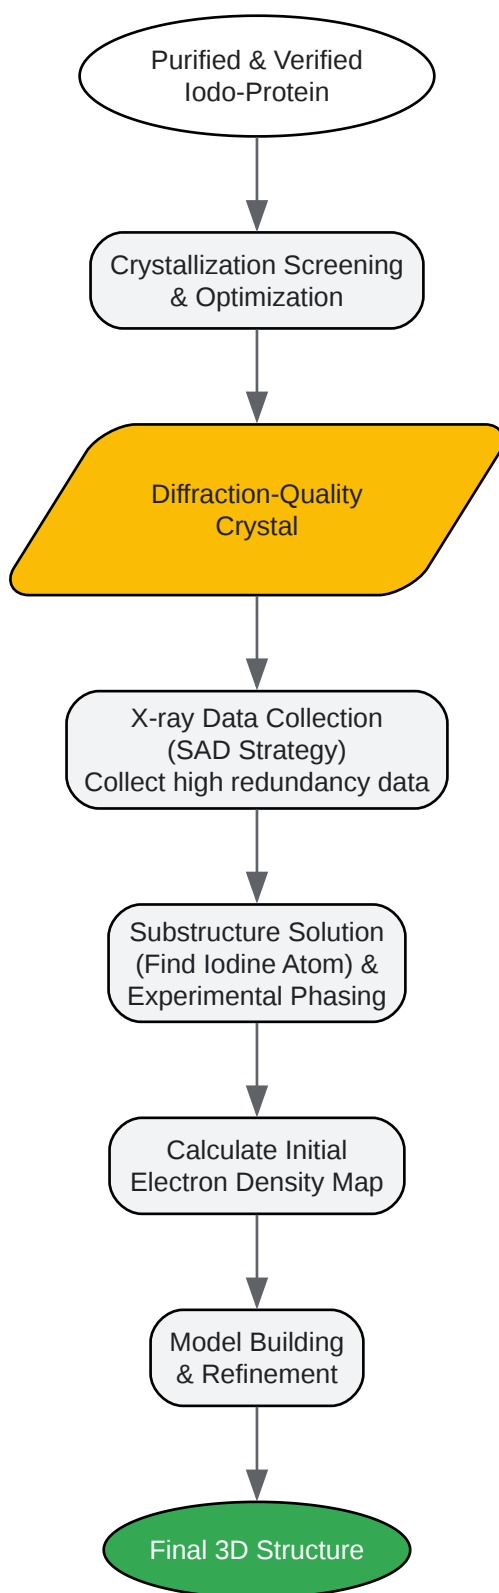 Purified & Verified
Iodo-Protein
Crystallization Screening
& Optimization
Diffraction-Quality
Crystal
X-ray Data Collection
(SAD Strategy)
Collect high redundancy data
Substructure Solution
(Find Iodine Atom) &
Experimental Phasing
Calculate Initial
Electron Density Map
Model Building
& Refinement
Final 3D Structure